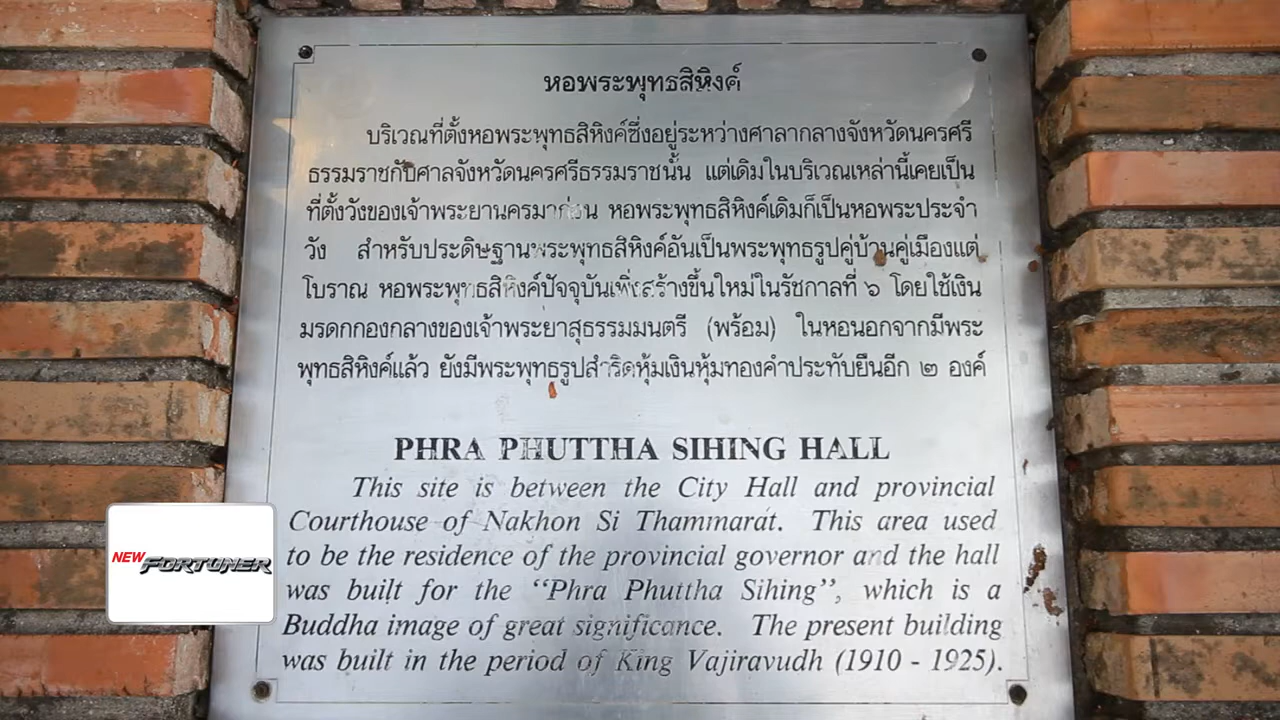 หอพระพุทธสิหิงค์
บริเวณที่ตั้งหอพระพุทธสิหิงค์ซึ่งอยู่ระหว่างศาลากลางจังหวัดนครศรี
ธรรมราชกับศาลจังหวัดนครศรีธรรมราชนั้น แต่เดิมในบริเวณเหล่านี้เคยเป็น
ที่ตั้งวังของเจ้าพระยานครมาก่อน หอพระพุทธสิหิงค์เดิมก็เป็นหอพระประจำ
วัง สำหรับประดิษฐานพระพุทธสิหิงค์อันเป็นพระพุทธรูปคู่บ้านคู่เมืองแต่
โบราณ หอพระพุทธสิหิงค์ปัจจุบันเพิ่งสร้างขึ้นใหม่ในรัชกาลที่ ๖ โดยใช้เงิน
มรดกกองกลางของเจ้าพระยาสุธรรมมนตรี (พร้อม) ในหอนอกจากมีพระ
พุทธสิหิงค์แล้ว ยังมีพระพุทธรูปสำริดหุ้มเงินหุ้มทองคำประทับยืนอีก ๒ องค์
PHRA PHUTTHA SIHING HALL
This site is between the City Hall and provincial
Courthouse of Nakhon Si Thammarat. This area used
to be the residence of the provincial governor and the hall
was built for the “Phra Phuttha Sihing”, which is a
Buddha image of great significance. The present building
was built in the period of King Vajiravudh (1910 - 1925).
NEW FORTUNER